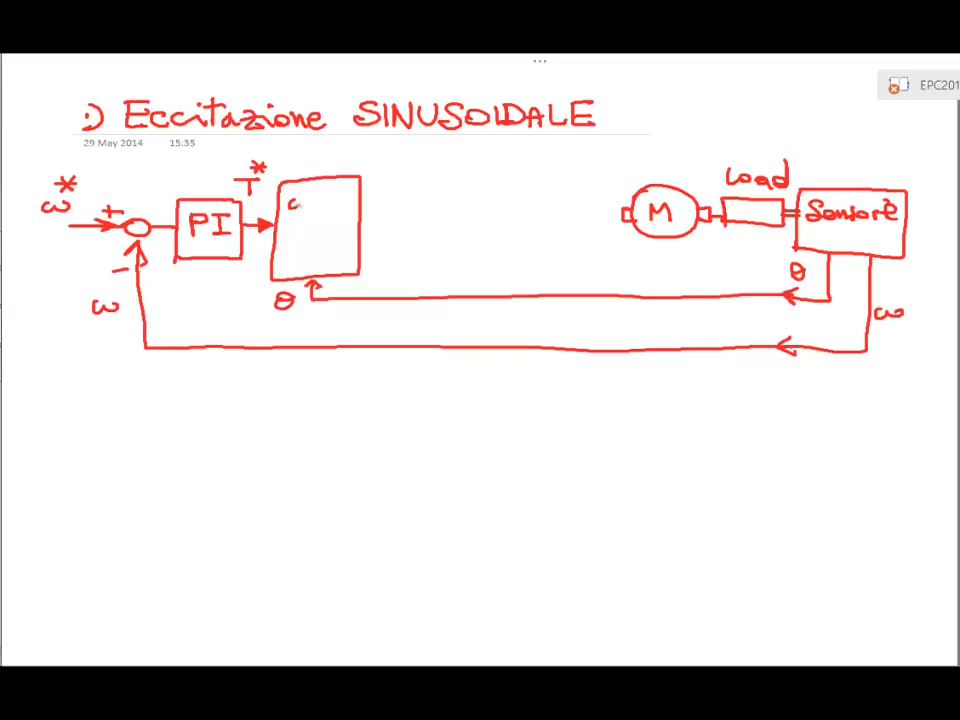 ·) Eccitazione SINUSOIDALE
29 May 2014 15:35
EPC201
ω* + T* Load
PI M Sensore
- θ θ
ω ω